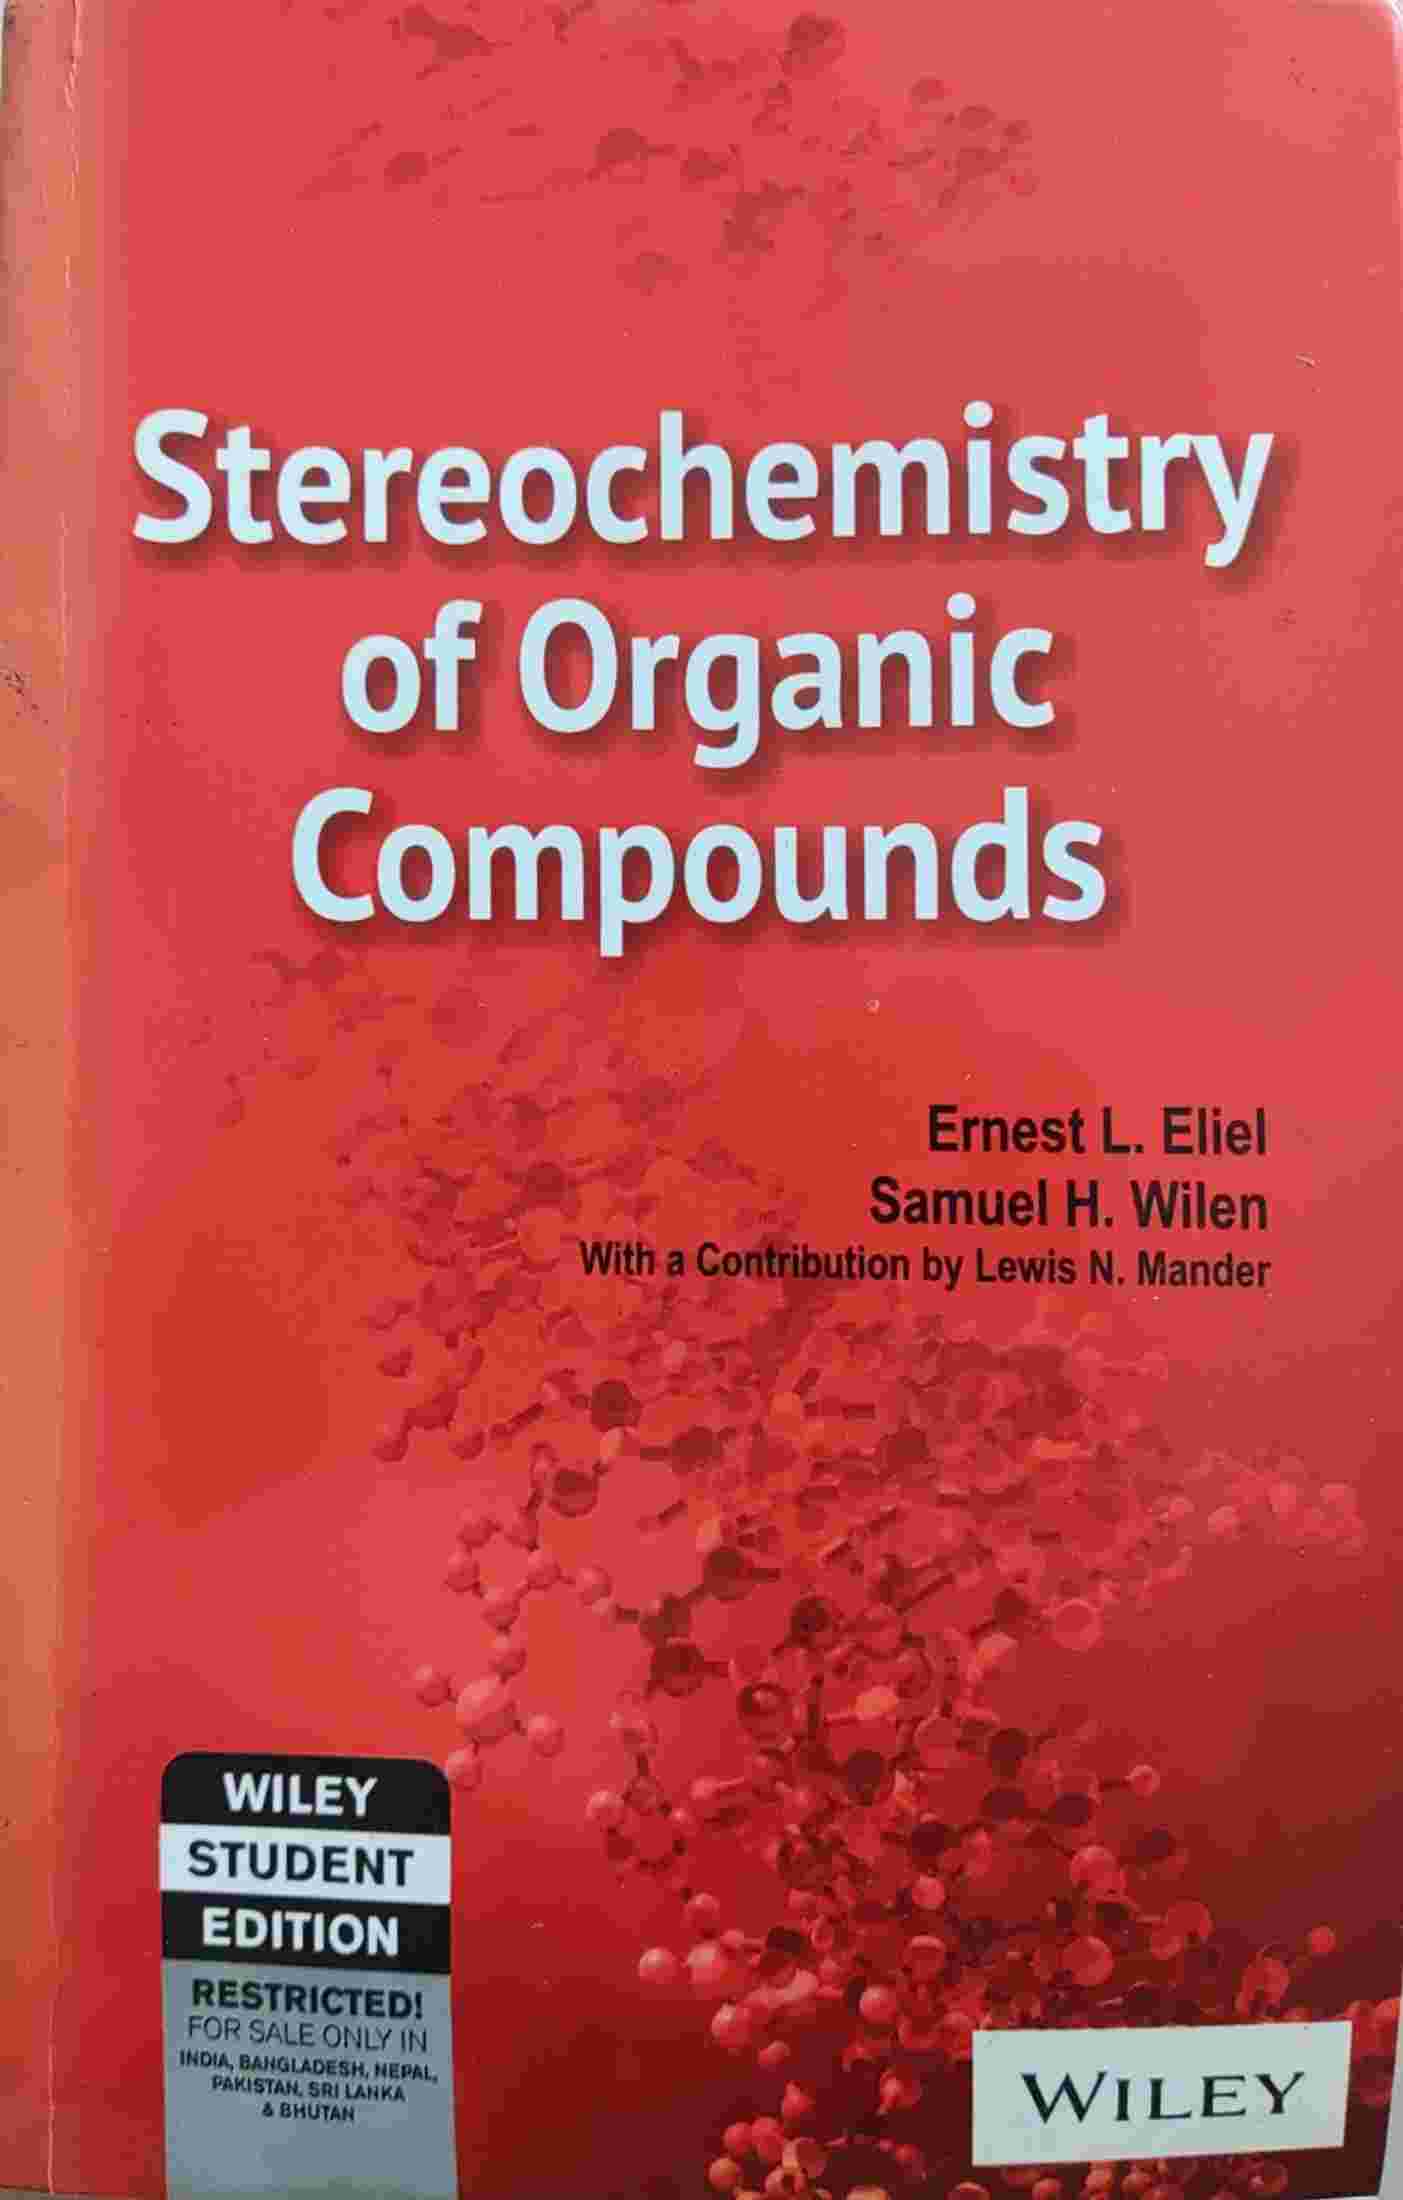 Stereochemistry
of Organic
Compounds
Ernest L. Eliel
Samuel H. Wilen
With a Contribution by Lewis N. Mander
WILEY
STUDENT
EDITION
RESTRICTED!
FOR SALE ONLY IN
INDIA, BANGLADESH, NEPAL,
PAKISTAN, SRI LANKA
& BHUTAN
WILEY